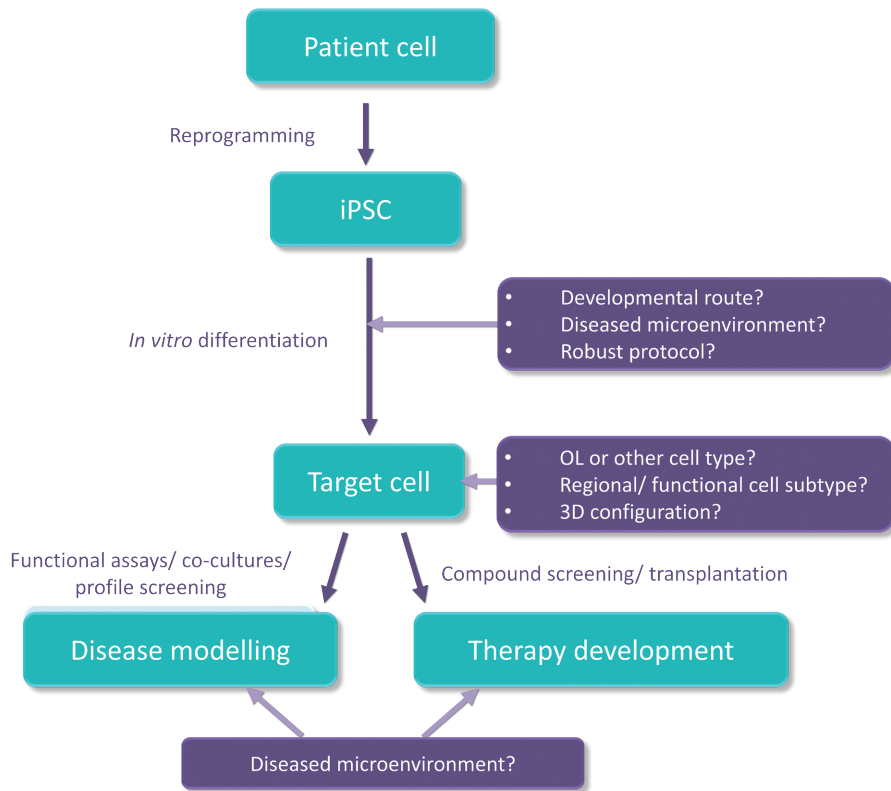 Patient cell
Reprogramming
iPSC
• Developmental route?
• Diseased microenvironment?
• Robust protocol?
In vitro differentiation
Target cell
• OL or other cell type?
• Regional/ functional cell subtype?
• 3D configuration?
Functional assays/ co-cultures/
profile screening
Compound screening/ transplantation
Disease modelling
Therapy development
Diseased microenvironment?